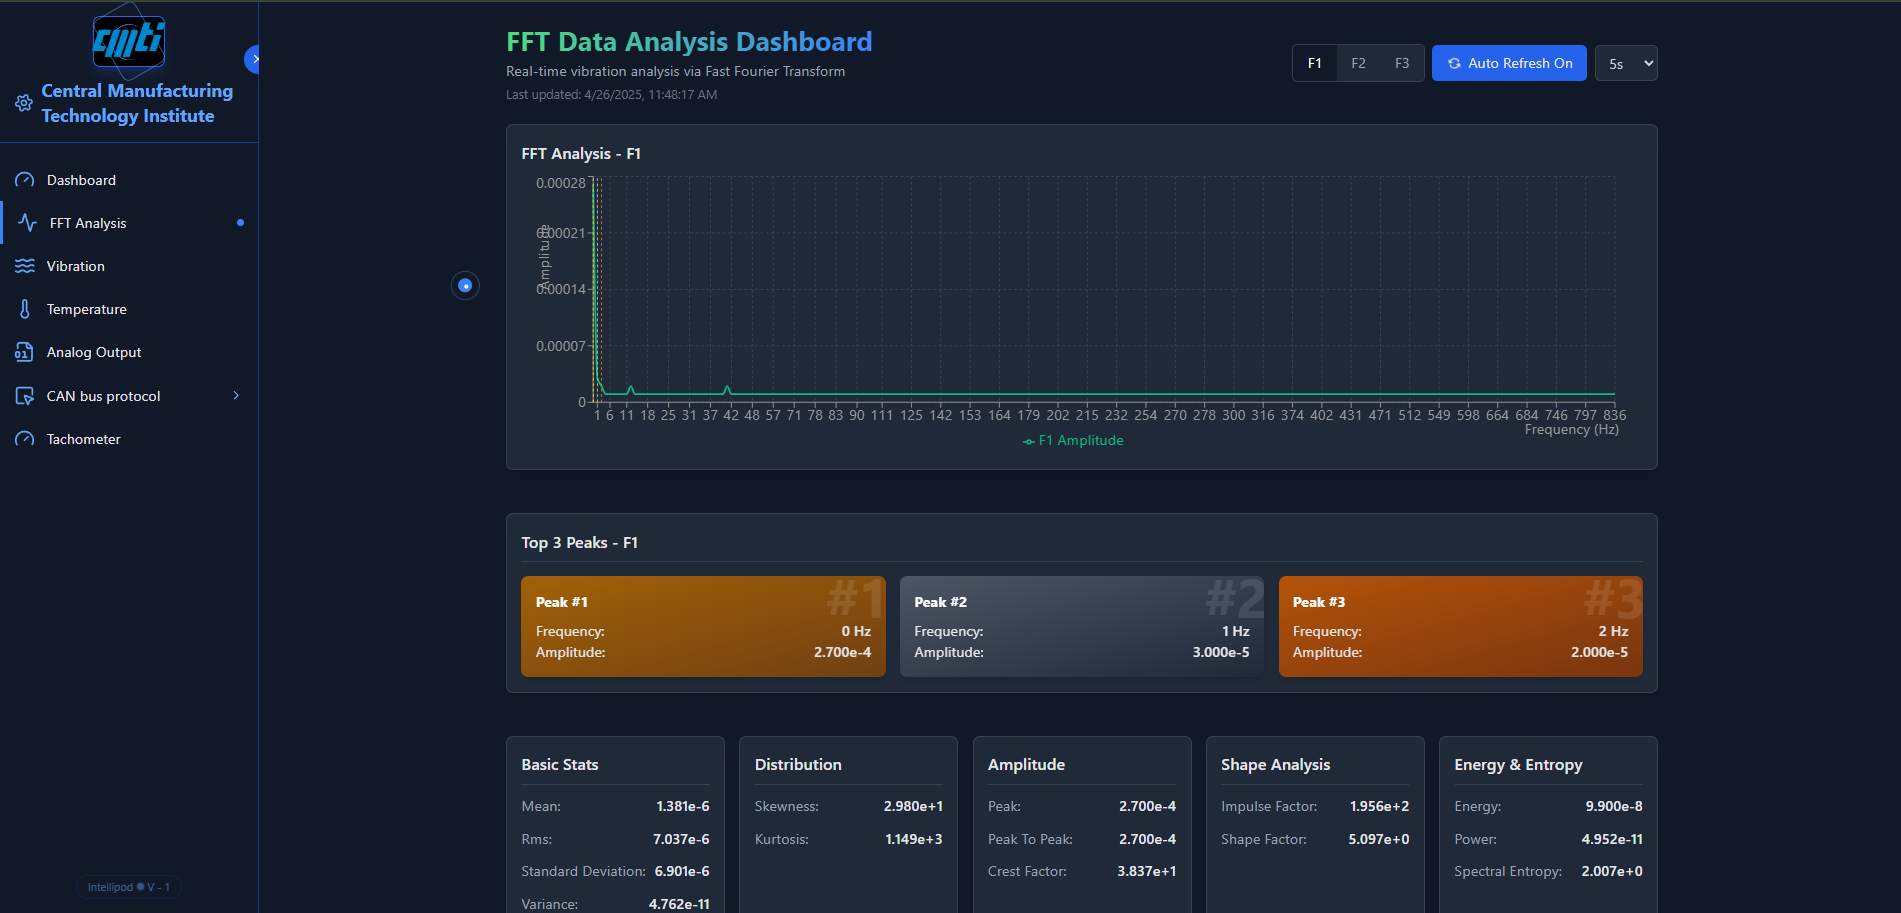 cmti
Central Manufacturing
Technology Institute
Dashboard
FFT Analysis
Vibration
Temperature
Analog Output
CAN bus protocol
Tachometer
Intellipod V - 1
FFT Data Analysis Dashboard
Real-time vibration analysis via Fast Fourier Transform
Last updated: 4/26/2025, 11:48:17 AM
F1 F2 F3 Auto Refresh On 5s
FFT Analysis - F1
0.00028
0.00021
0.00014
0.00007
0
Amplitude
1 6 11 18 25 31 37 42 48 57 71 78 83 90 111 125 142 153 164 179 202 215 232 254 270 278 300 316 374 402 431 471 512 549 598 664 684 746 797 836
Frequency (Hz)
F1 Amplitude
Top 3 Peaks - F1
#1
Peak #1
Frequency: 0 Hz
Amplitude: 2.700e-4
#2
Peak #2
Frequency: 1 Hz
Amplitude: 3.000e-5
#3
Peak #3
Frequency: 2 Hz
Amplitude: 2.000e-5
Basic Stats
Mean: 1.381e-6
Rms: 7.037e-6
Standard Deviation: 6.901e-6
Variance: 4.762e-11
Distribution
Skewness: 2.980e+1
Kurtosis: 1.149e+3
Amplitude
Peak: 2.700e-4
Peak To Peak: 2.700e-4
Crest Factor: 3.837e+1
Shape Analysis
Impulse Factor: 1.956e+2
Shape Factor: 5.097e+0
Energy & Entropy
Energy: 9.900e-8
Power: 4.952e-11
Spectral Entropy: 2.007e+0